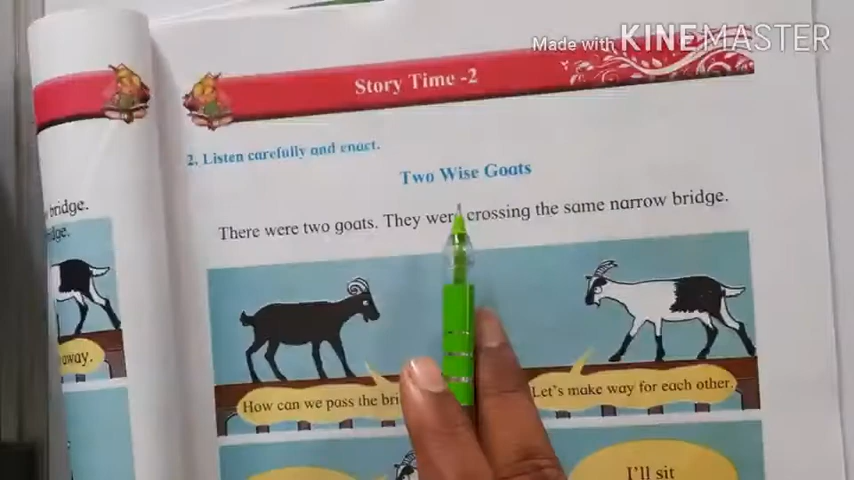 Made with KINEMASTER
Story Time -2
2. Listen carefully and enact.
Two Wise Goats
There were two goats. They were crossing the same narrow bridge.
How can we pass the
Let's make way for each other.
I'll sit
bridge.
away.